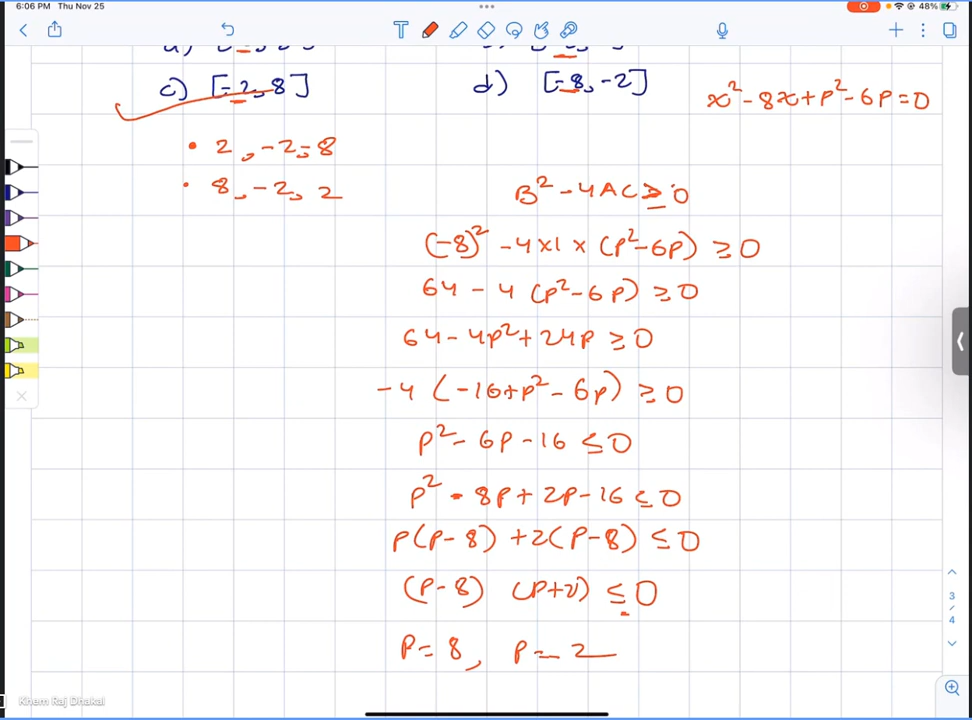 6:06 PM Thu Nov 25
48%
c) [-2,8]
d) [-8,-2]
x² - 8x + p² - 6p = 0
• 2, -2, 8
• 8, -2, 2
B² - 4AC ≥ 0
(-8)² - 4×1 × (p² - 6p) ≥ 0
64 - 4 (p² - 6p) ≥ 0
64 - 4p² + 24p ≥ 0
-4 (-16 + p² - 6p) ≥ 0
p² - 6p - 16 ≤ 0
p² - 8p + 2p - 16 ≤ 0
p(p - 8) + 2(p - 8) ≤ 0
(p - 8) (p + 2) ≤ 0
p = 8, p = -2
3
/
4
Khem Raj Dhakal